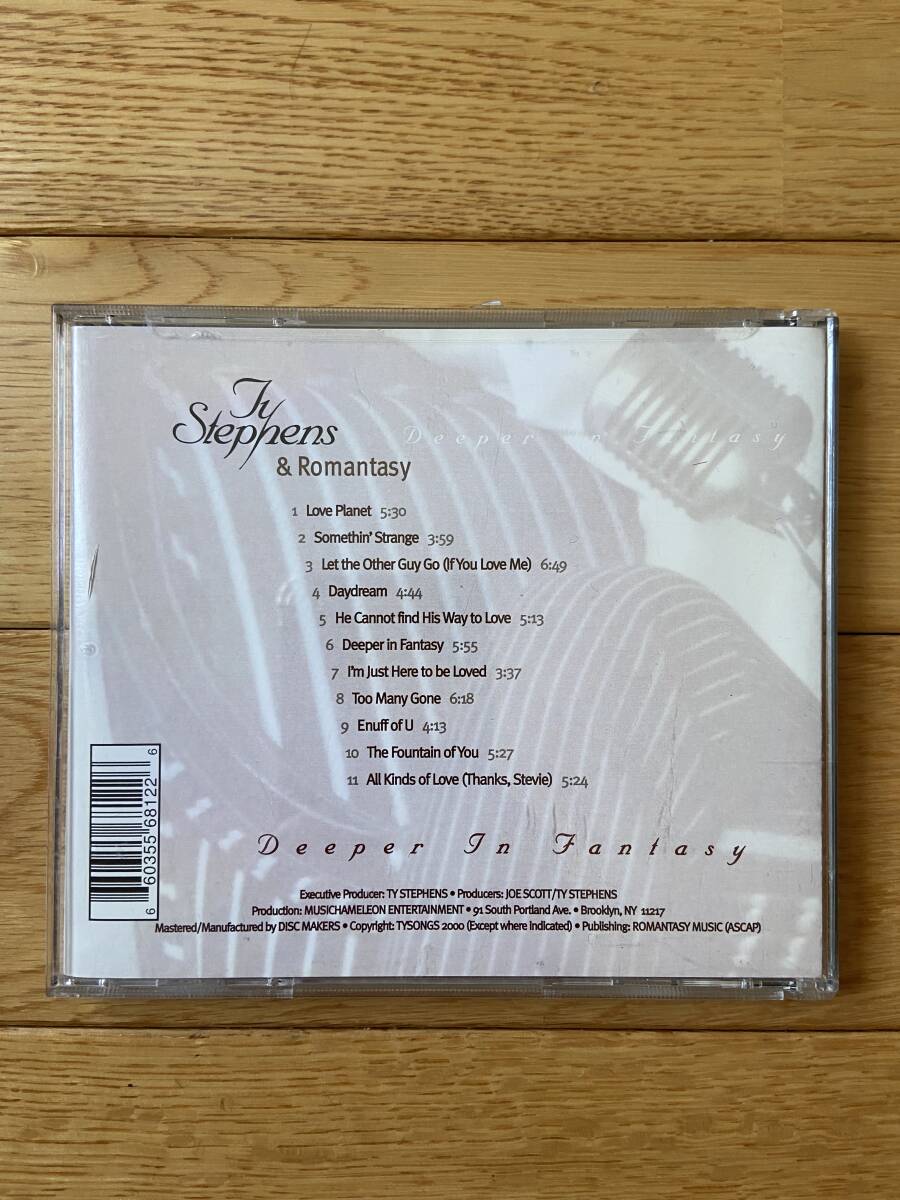 Ty
Stephens
& Romantasy
Deeper in Fantasy
1 Love Planet 5:30
2 Somethin' Strange 3:59
3 Let the Other Guy Go (If You Love Me) 6:49
4 Daydream 4:44
5 He Cannot find His Way to Love 5:13
6 Deeper in Fantasy 5:55
7 I'm Just Here to be Loved 3:37
8 Too Many Gone 6:18
9 Enuff of U 4:13
10 The Fountain of You 5:27
11 All Kinds of Love (Thanks, Stevie) 5:24
6 60355 68122 6
Deeper In Fantasy
Executive Producer: TY STEPHENS • Producers: JOE SCOTT/TY STEPHENS
Production: MUSICHAMELEON ENTERTAINMENT • 91 South Portland Ave. • Brooklyn, NY 11217
Mastered/Manufactured by DISC MAKERS • Copyright: TYSONGS 2000 (Except where indicated) • Publishing: ROMANTASY MUSIC (ASCAP)